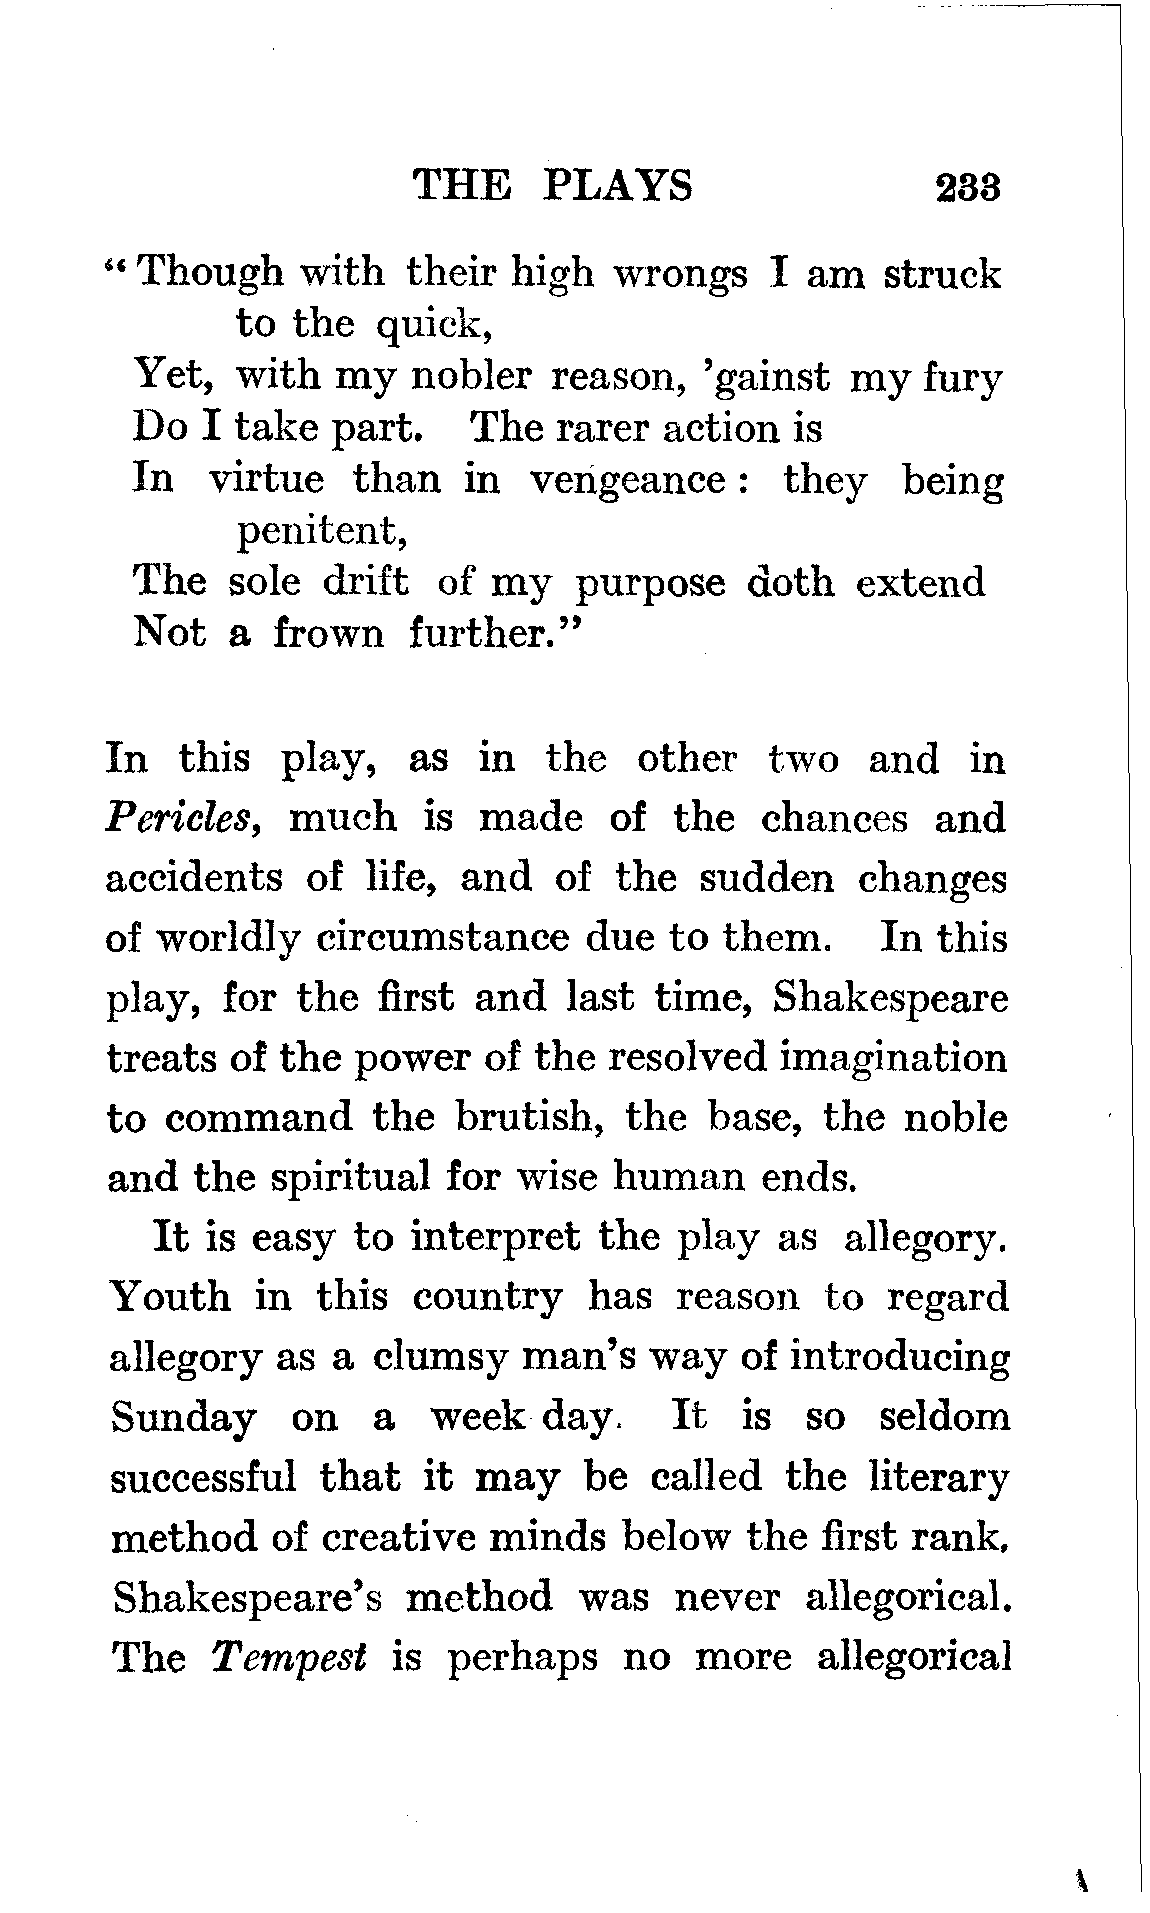 THE PLAYS 233
“Though with their high wrongs I am struck
to the quick,
Yet, with my nobler reason, ’gainst my fury
Do I take part. The rarer action is
In virtue than in vengeance : they being
penitent,
The sole drift of my purpose doth extend
Not a frown further.”
In this play, as in the other two and in
Pericles, much is made of the chances and
accidents of life, and of the sudden changes
of worldly circumstance due to them. In this
play, for the first and last time, Shakespeare
treats of the power of the resolved imagination
to command the brutish, the base, the noble
and the spiritual for wise human ends.
It is easy to interpret the play as allegory.
Youth in this country has reason to regard
allegory as a clumsy man’s way of introducing
Sunday on a week day. It is so seldom
successful that it may be called the literary
method of creative minds below the first rank.
Shakespeare’s method was never allegorical.
The Tempest is perhaps no more allegorical